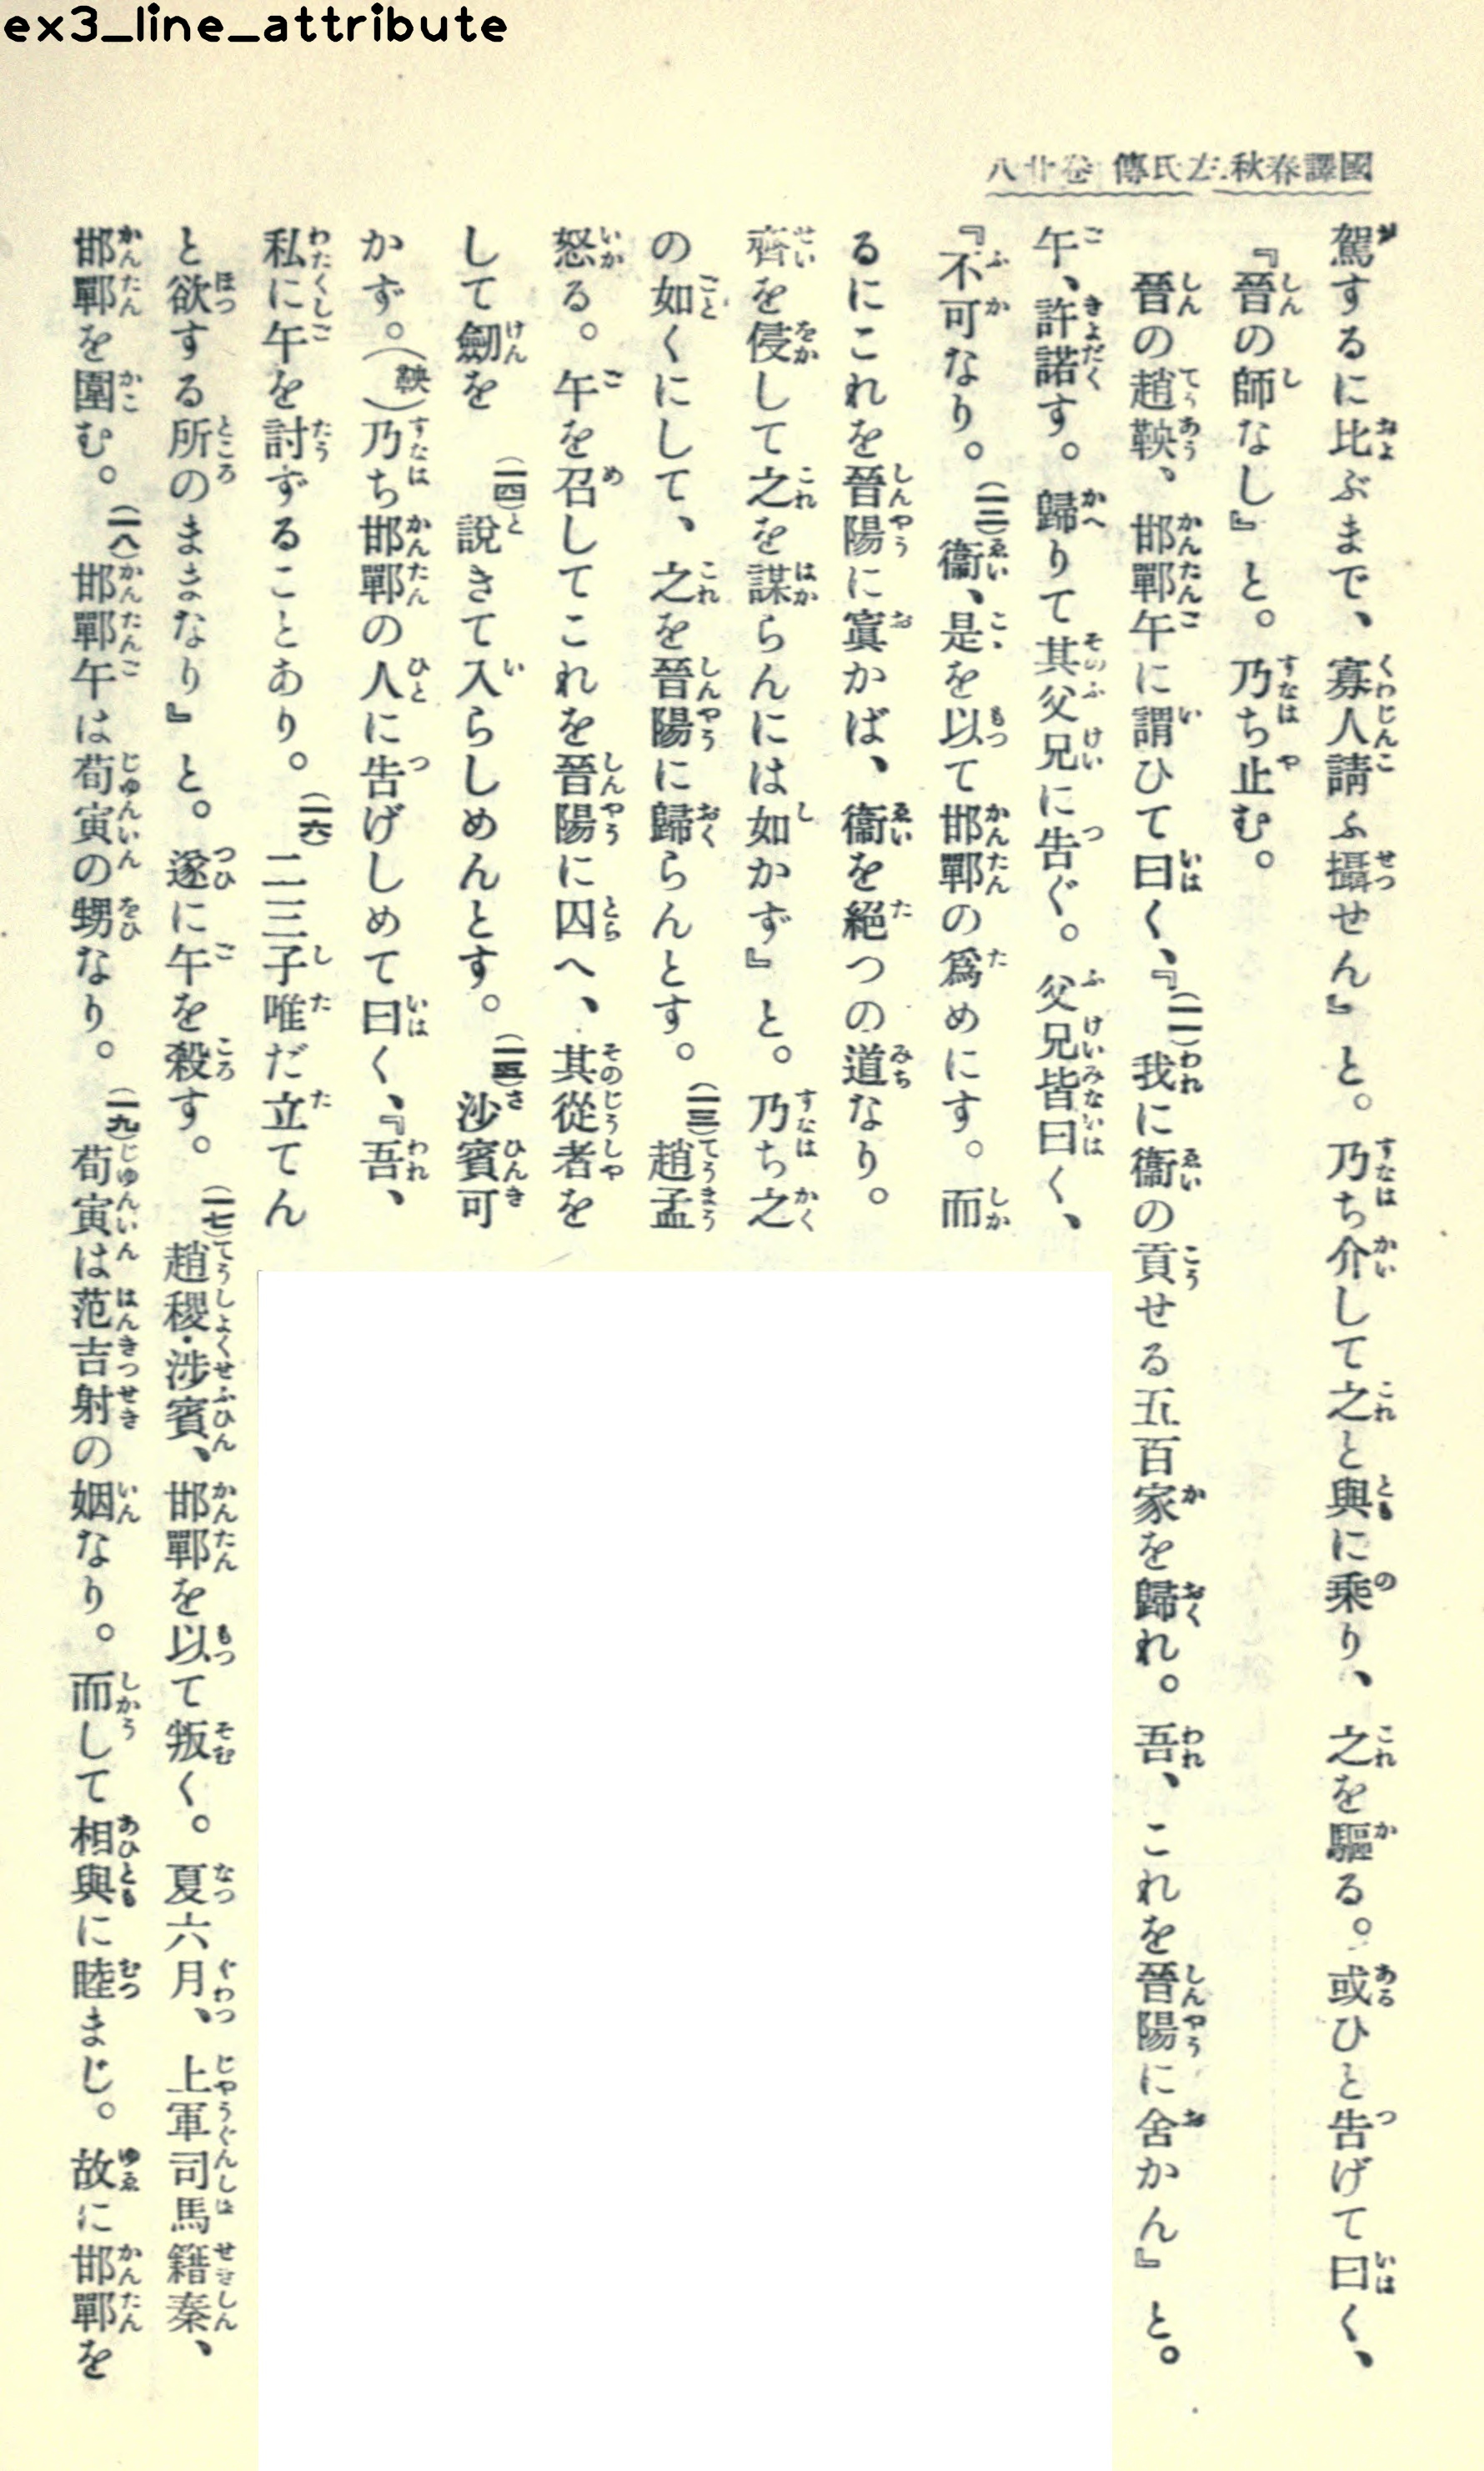 ex3_line_attribute
國譯春秋左氏傳 卷廿八
駕するに比ぶまで、寡人請ふ攝せん』と。乃ち介して之と與に乘り、之を驅る。或ひと告げて曰く、
『晉の師なし』と。乃ち止む。
晉の趙鞅、邯鄲午に謂ひて曰く、『(一一)我に衞の貢せる五百家を歸れ。吾、これを晉陽に舍かん』と。
午、許諾す。歸りて其父兄に告ぐ。父兄皆曰く、
『不可なり。(一二)衞、是を以て邯鄲の爲めにす。而
るにこれを晉陽に寘かば、衞を絕つの道なり。
齊を侵して之を謀らんには如かず』と。乃ち之
の如くにして、之を晉陽に歸らんとす。(一三)趙孟
怒る。午を召してこれを晉陽に囚へ、其從者を
して劒を(一四)說きて入らしめんとす。(一五)沙賓可
かず。(鞅)乃ち邯鄲の人に告げしめて曰く、『吾、
私に午を討ずることあり。(一六)二三子唯だ立てん
と欲する所のままなり』と。遂に午を殺す。(一七)趙稷・涉賓、邯鄲を以て叛く。夏六月、上軍司馬籍秦、
邯鄲を圍む。(一八)邯鄲午は荀寅の甥なり。(一九)荀寅は范吉射の姻なり。而して相與に睦まじ。故に邯鄲を